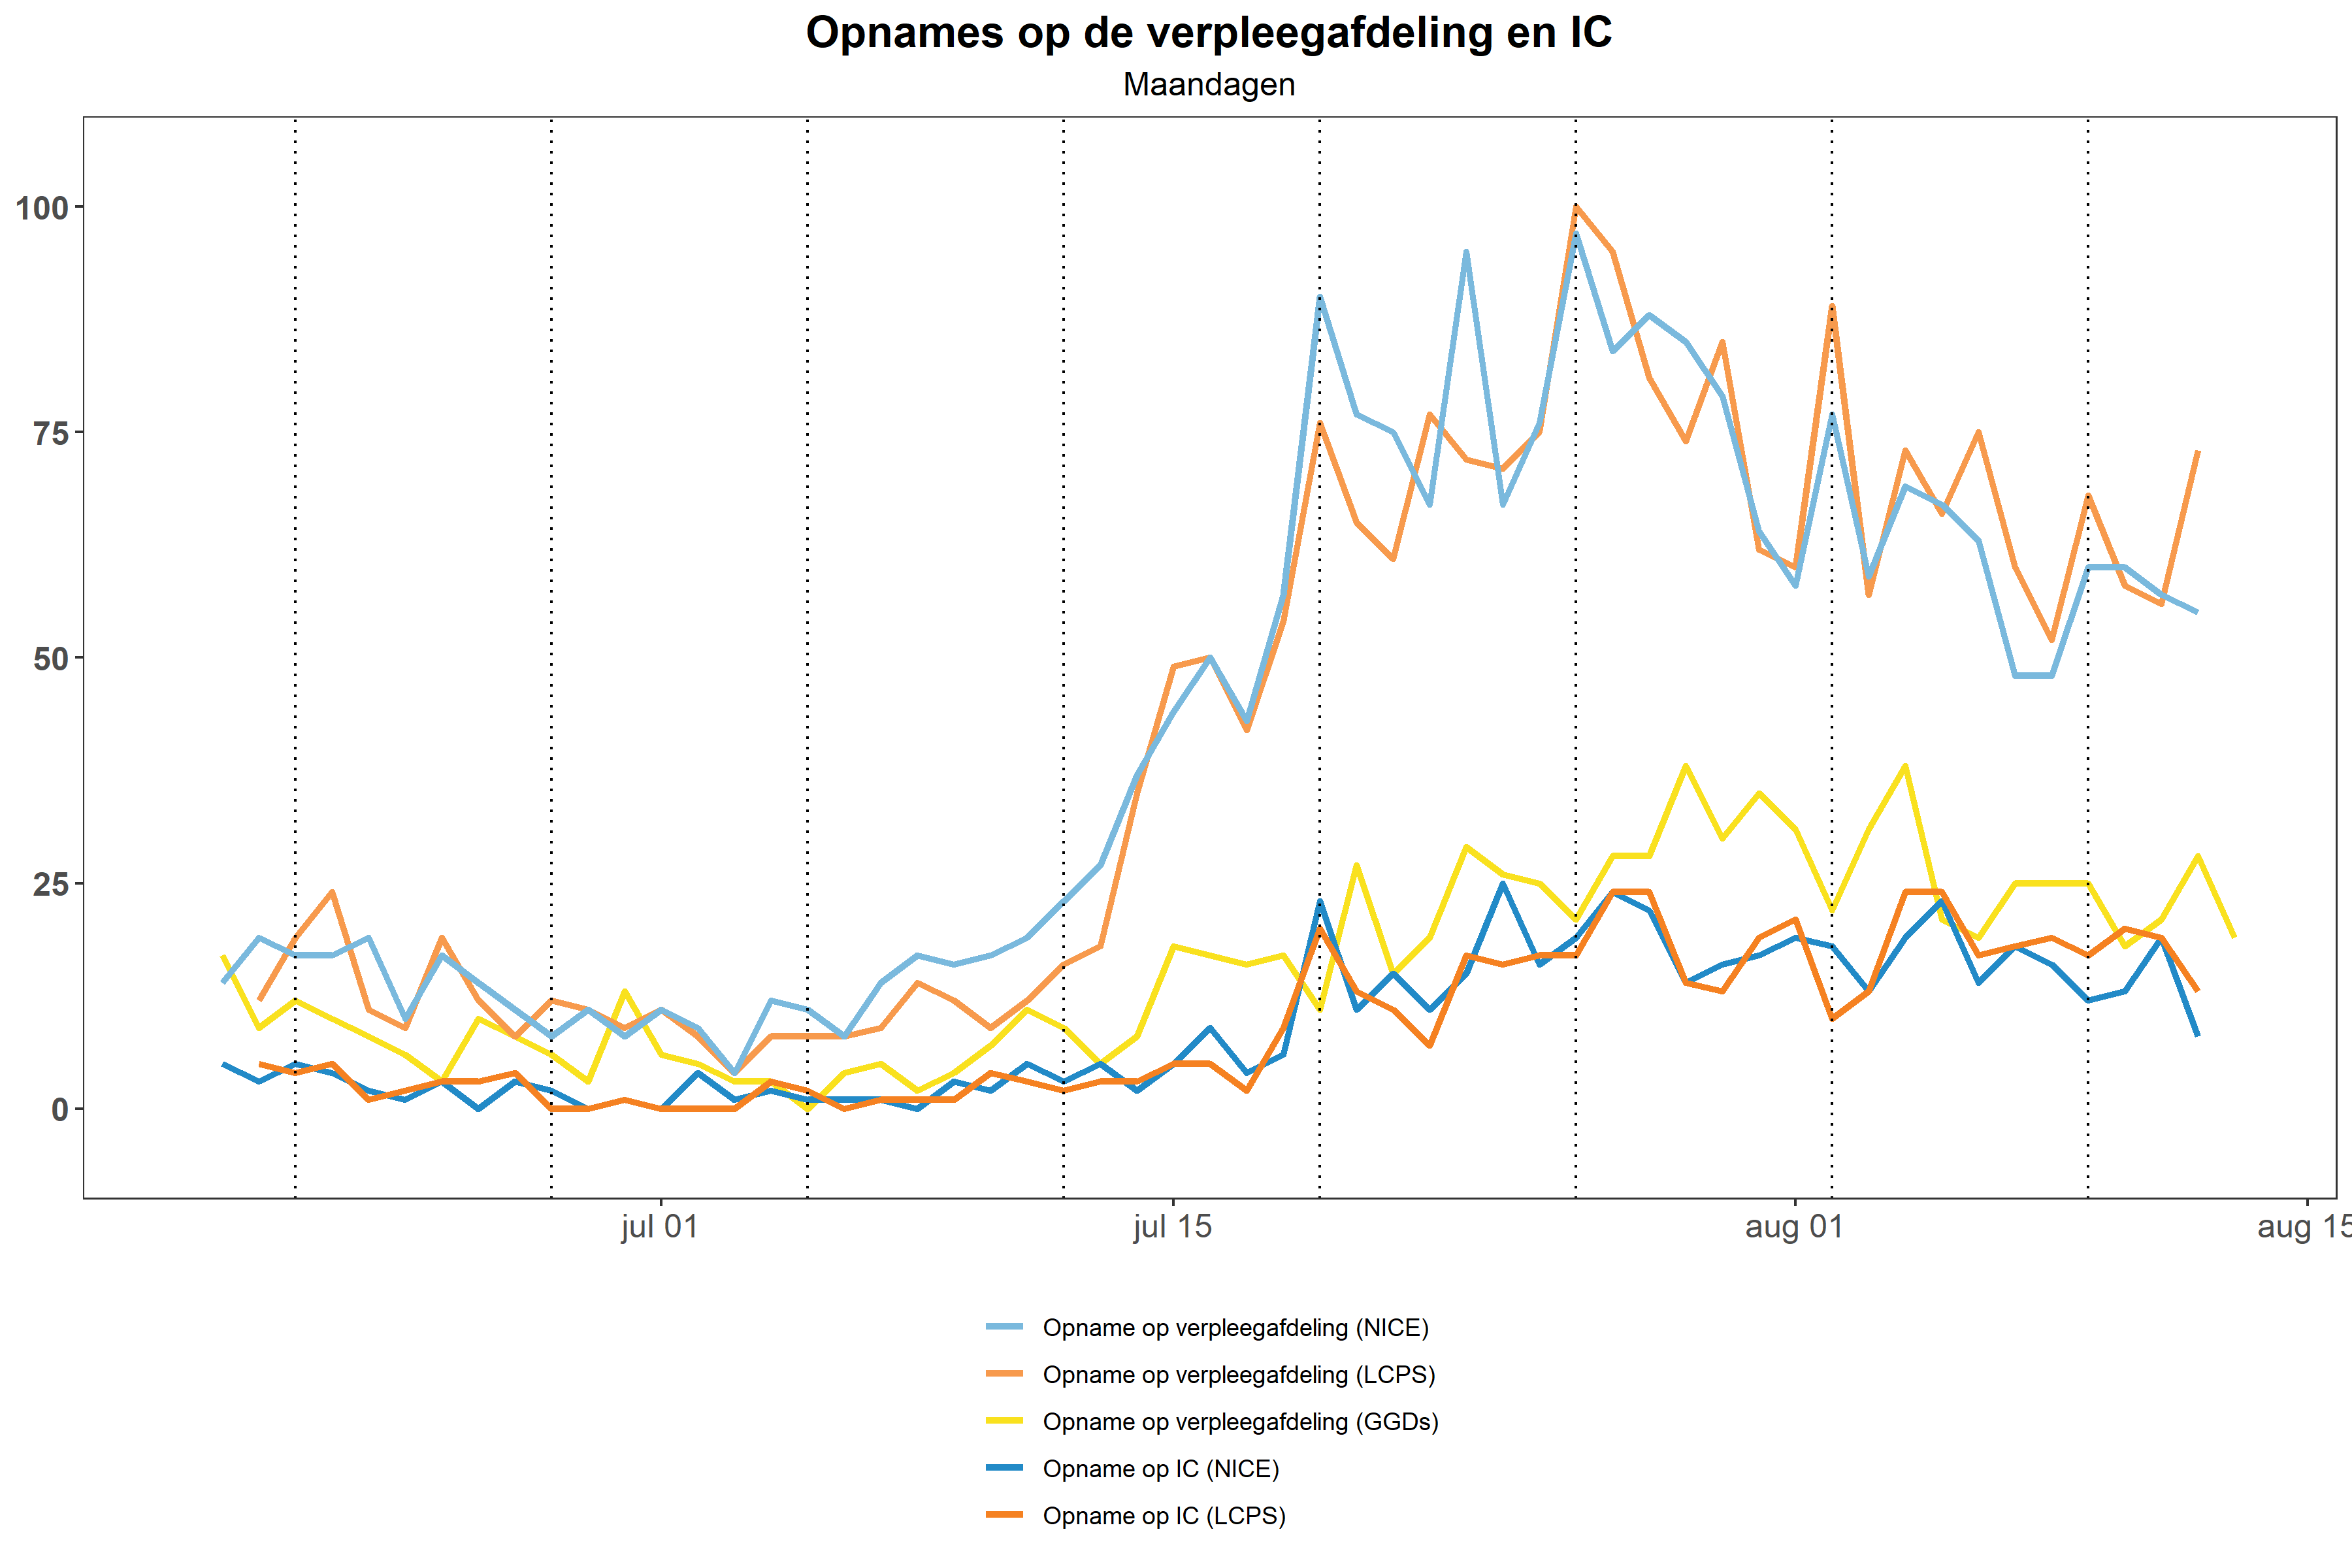 Opnames op de verpleegafdeling en IC
Maandagen
100
75
50
25
0
jul 01
jul 15
aug 01
aug 15
Opname op verpleegafdeling (NICE)
Opname op verpleegafdeling (LCPS)
Opname op verpleegafdeling (GGDs)
Opname op IC (NICE)
Opname op IC (LCPS)